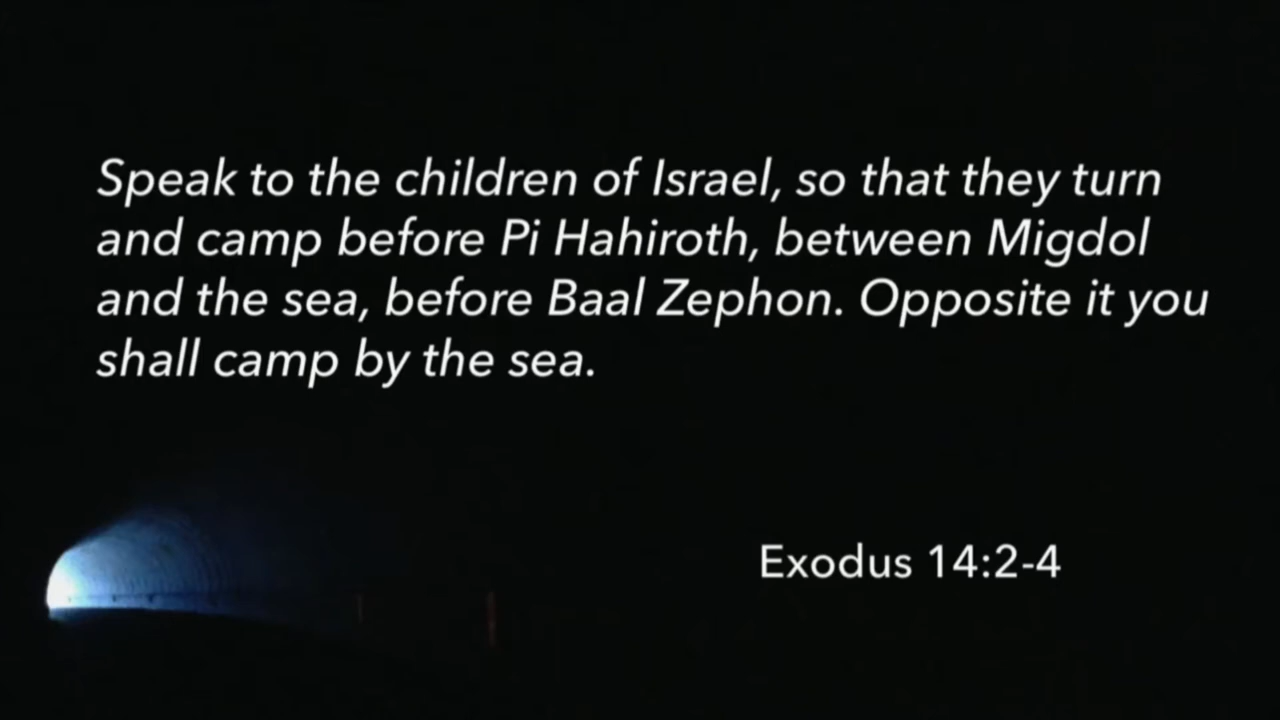 Speak to the children of Israel, so that they turn
and camp before Pi Hahiroth, between Migdol
and the sea, before Baal Zephon. Opposite it you
shall camp by the sea.
Exodus 14:2-4